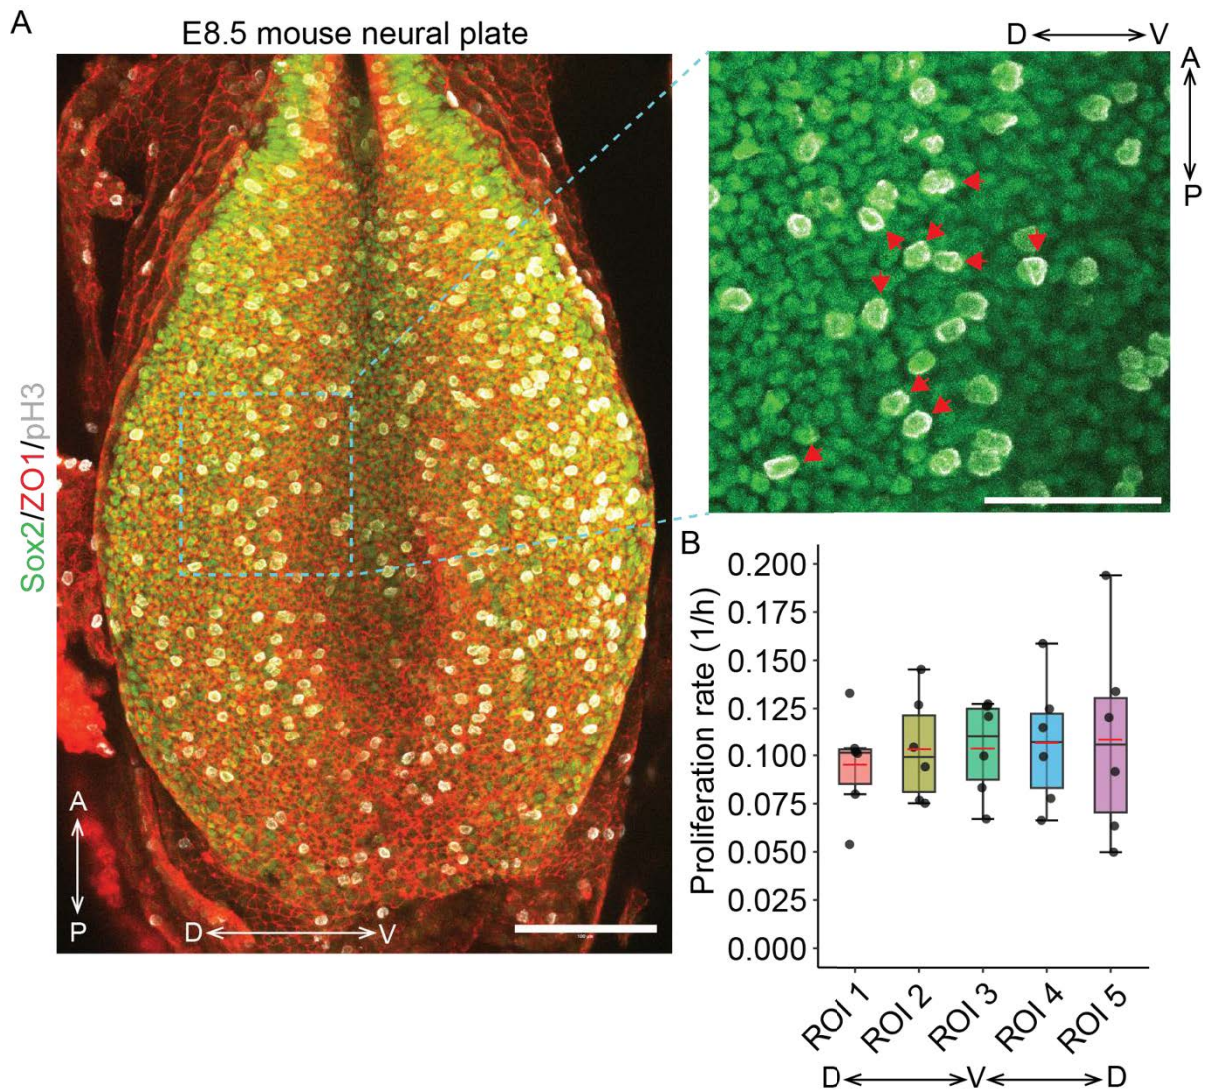 A
E8.5 mouse neural plate
Sox2/ZO1/pH3
A
P
D V
D V
A
P
B
Proliferation rate (1/h)
0.200
0.175
0.150
0.125
0.100
0.075
0.050
0.025
0.000
ROI 1
ROI 2
ROI 3
ROI 4
ROI 5
D V D